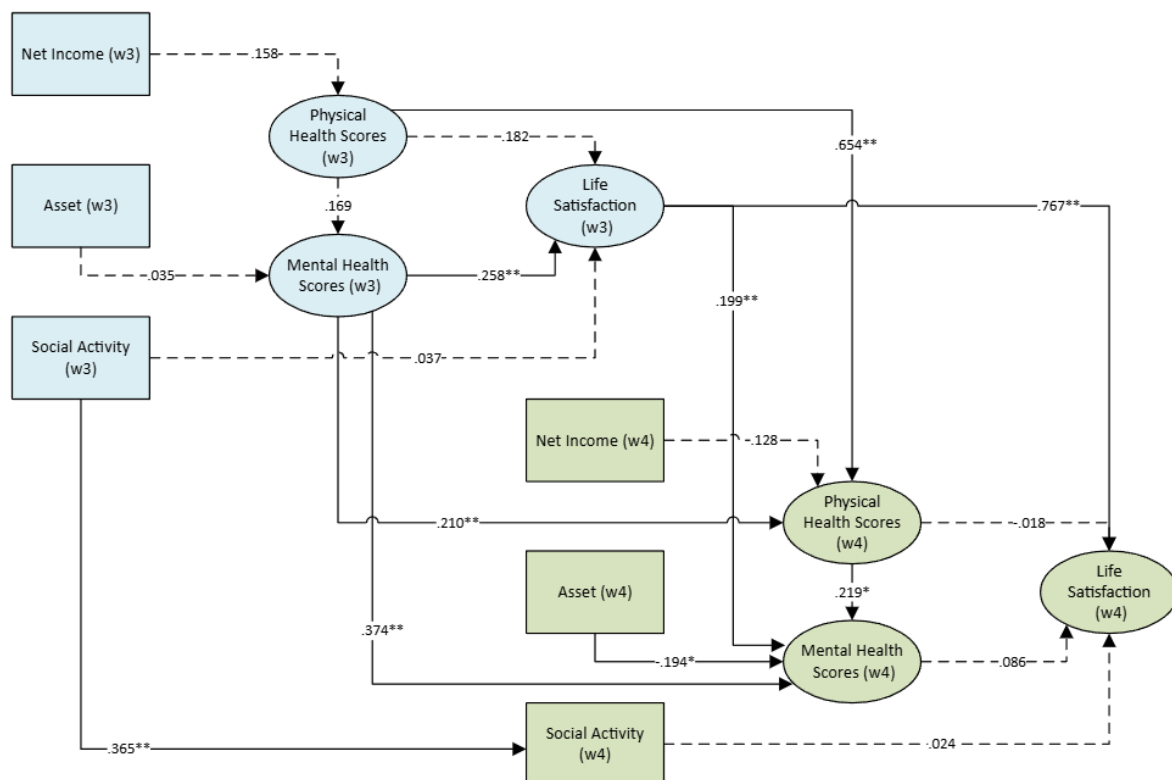 Net Income (w3)
.158
Physical
Health Scores
(w3)
.182
.654**
Asset (w3)
.169
Life
Satisfaction
(w3)
.767**
.035
Mental Health
Scores (w3)
.258**
.199**
Social Activity
(w3)
.037
Net Income (w4)
-.128
Physical
Health Scores
(w4)
.210**
-.018
Asset (w4)
.219*
Life
Satisfaction
(w4)
.374**
-.194*
Mental Health
Scores (w4)
.086
Social Activity
(w4)
.365**
.024